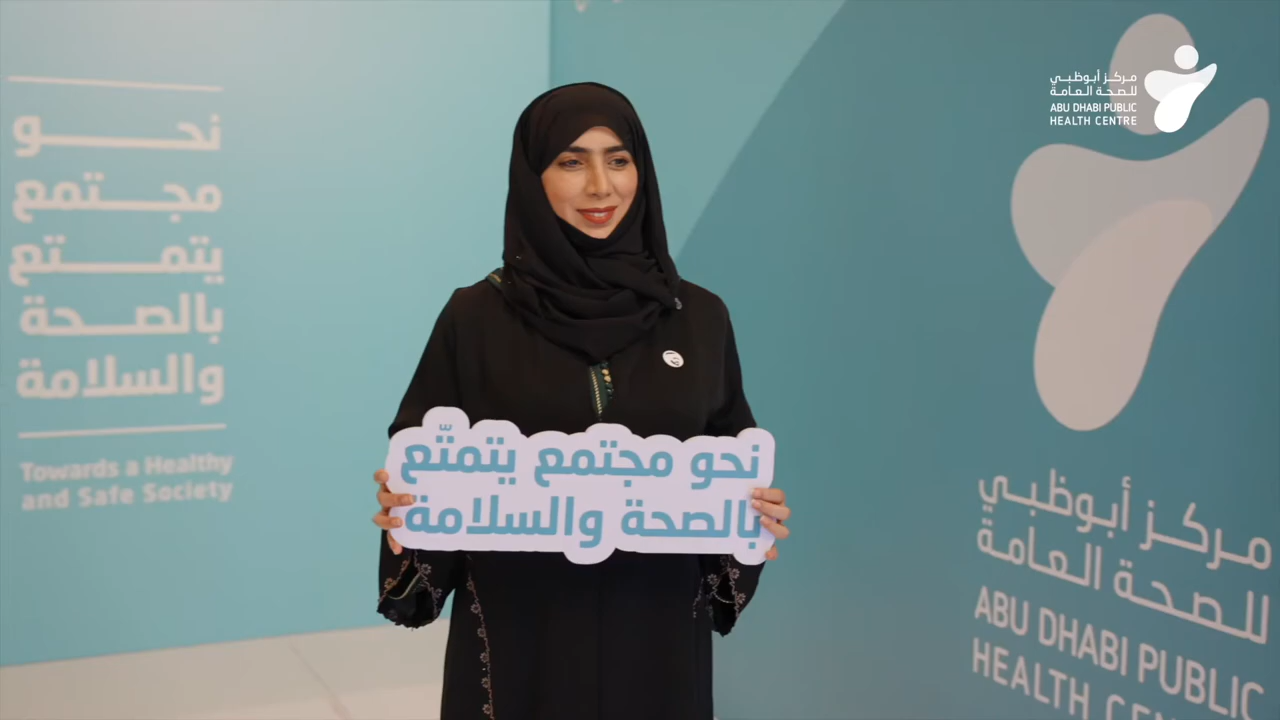 نحو
مجتمع
يتمتع
بالصحة
والسلامة
Towards a Healthy
and Safe Society
نحو مجتمع يتمتّع
بالصحة والسلامة
مركز أبوظبي
للصحة العامة
ABU DHABI PUBLIC
HEALTH CENTRE
مركز أبوظبي
للصحة العامة
ABU DHABI PUBLIC
HEALTH